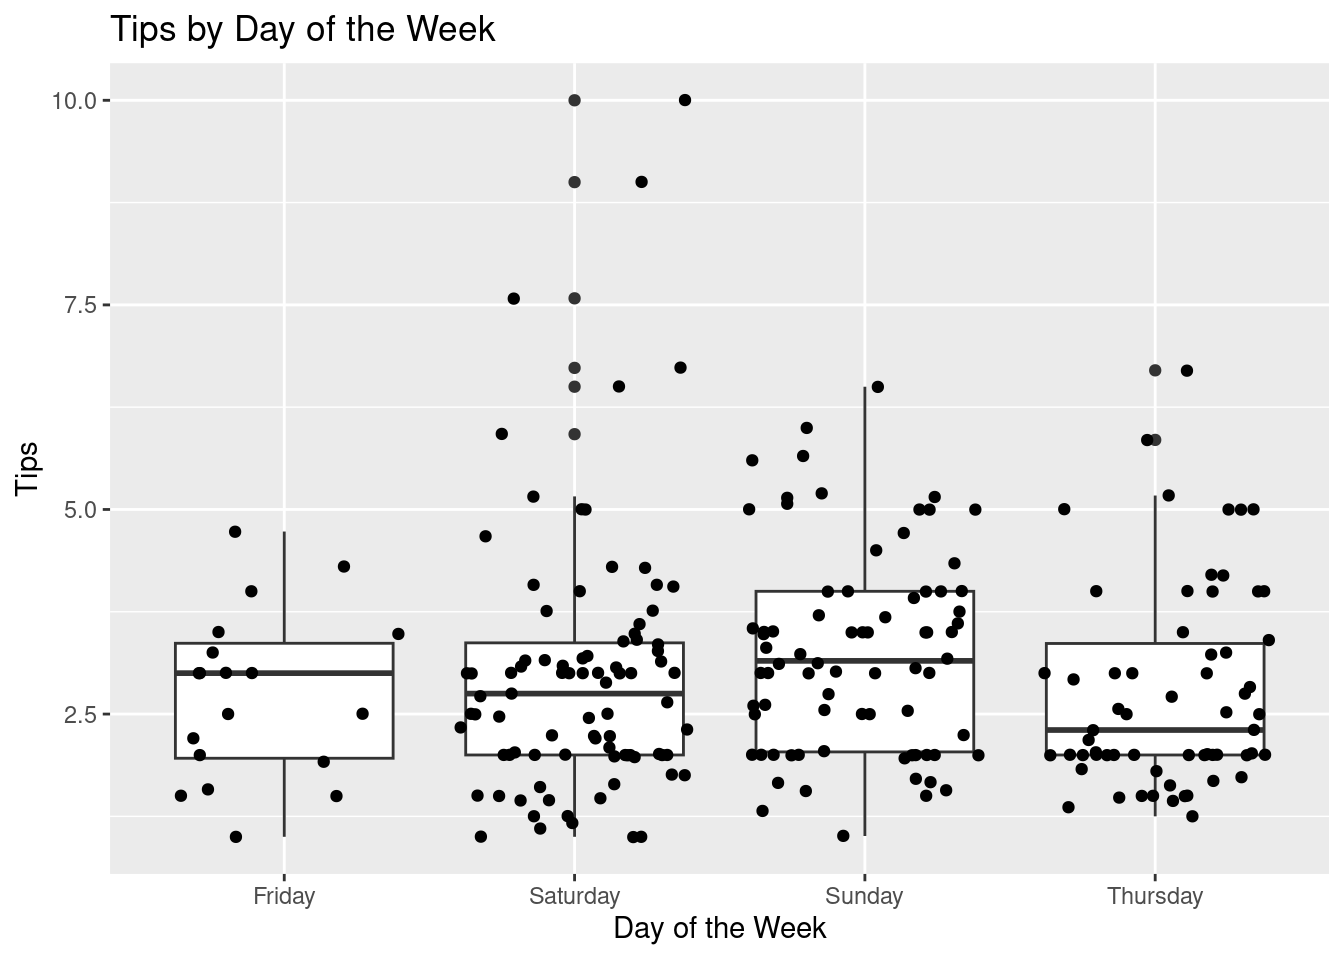 Tips by Day of the Week
10.0
7.5
5.0
2.5
Tips
Friday Saturday Sunday Thursday
Day of the Week